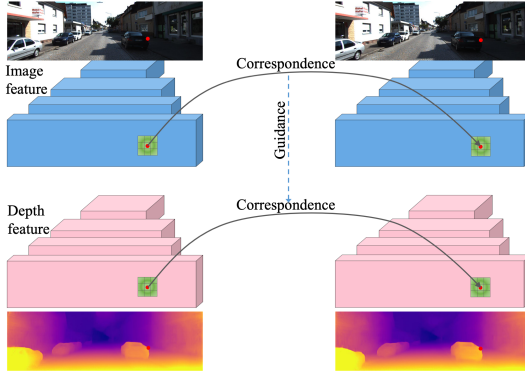 Correspondence
Image
feature
Guidance
Correspondence
Depth
feature